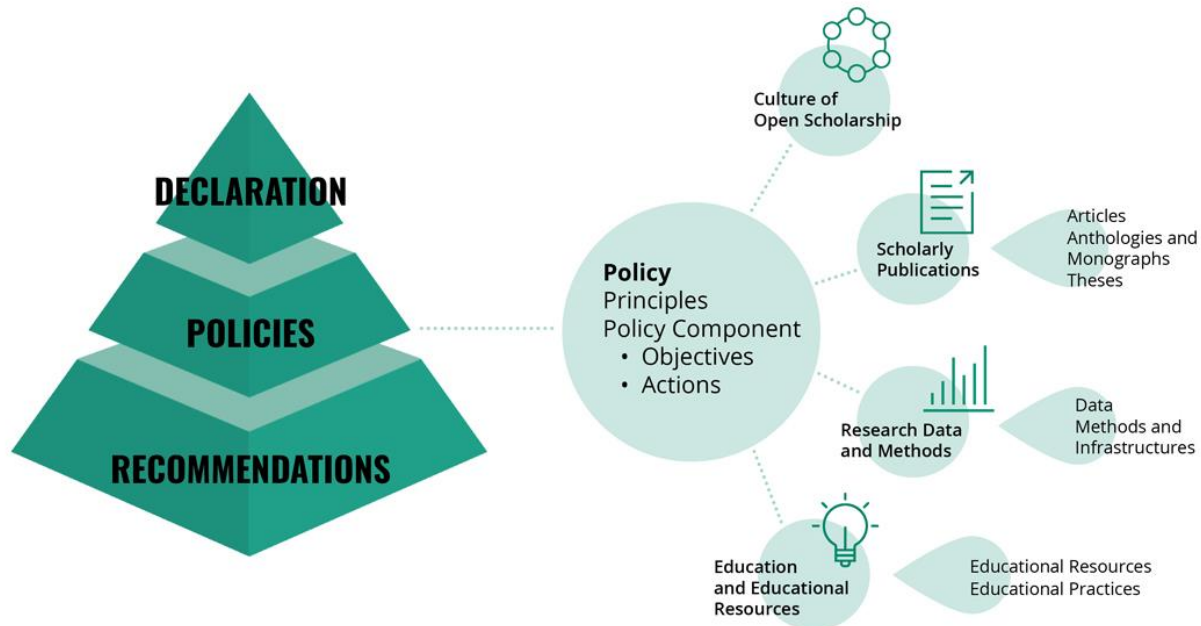 DECLARATION
POLICIES
RECOMMENDATIONS
Policy
Principles
Policy Component
• Objectives
• Actions
Culture of
Open Scholarship
Scholarly
Publications
Articles
Anthologies and
Monographs
Theses
Research Data
and Methods
Data
Methods and
Infrastructures
Education
and Educational
Resources
Educational Resources
Educational Practices